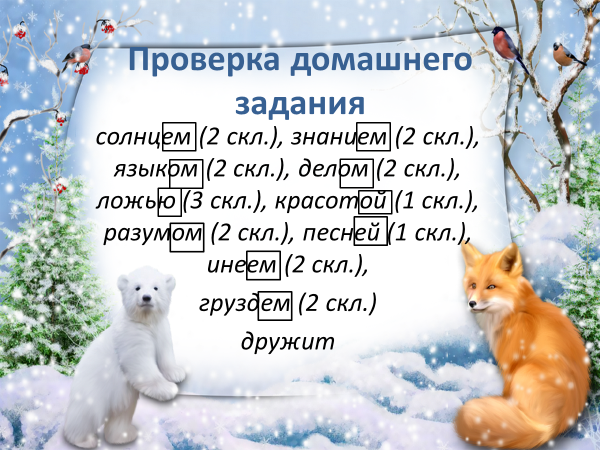 Проверка домашнего
задания
солнцем (2 скл.), знанием (2 скл.),
языком (2 скл.), делом (2 скл.),
ложью (3 скл.), красотой (1 скл.),
разумом (2 скл.), песней (1 скл.),
инеем (2 скл.),
груздем (2 скл.)
дружит